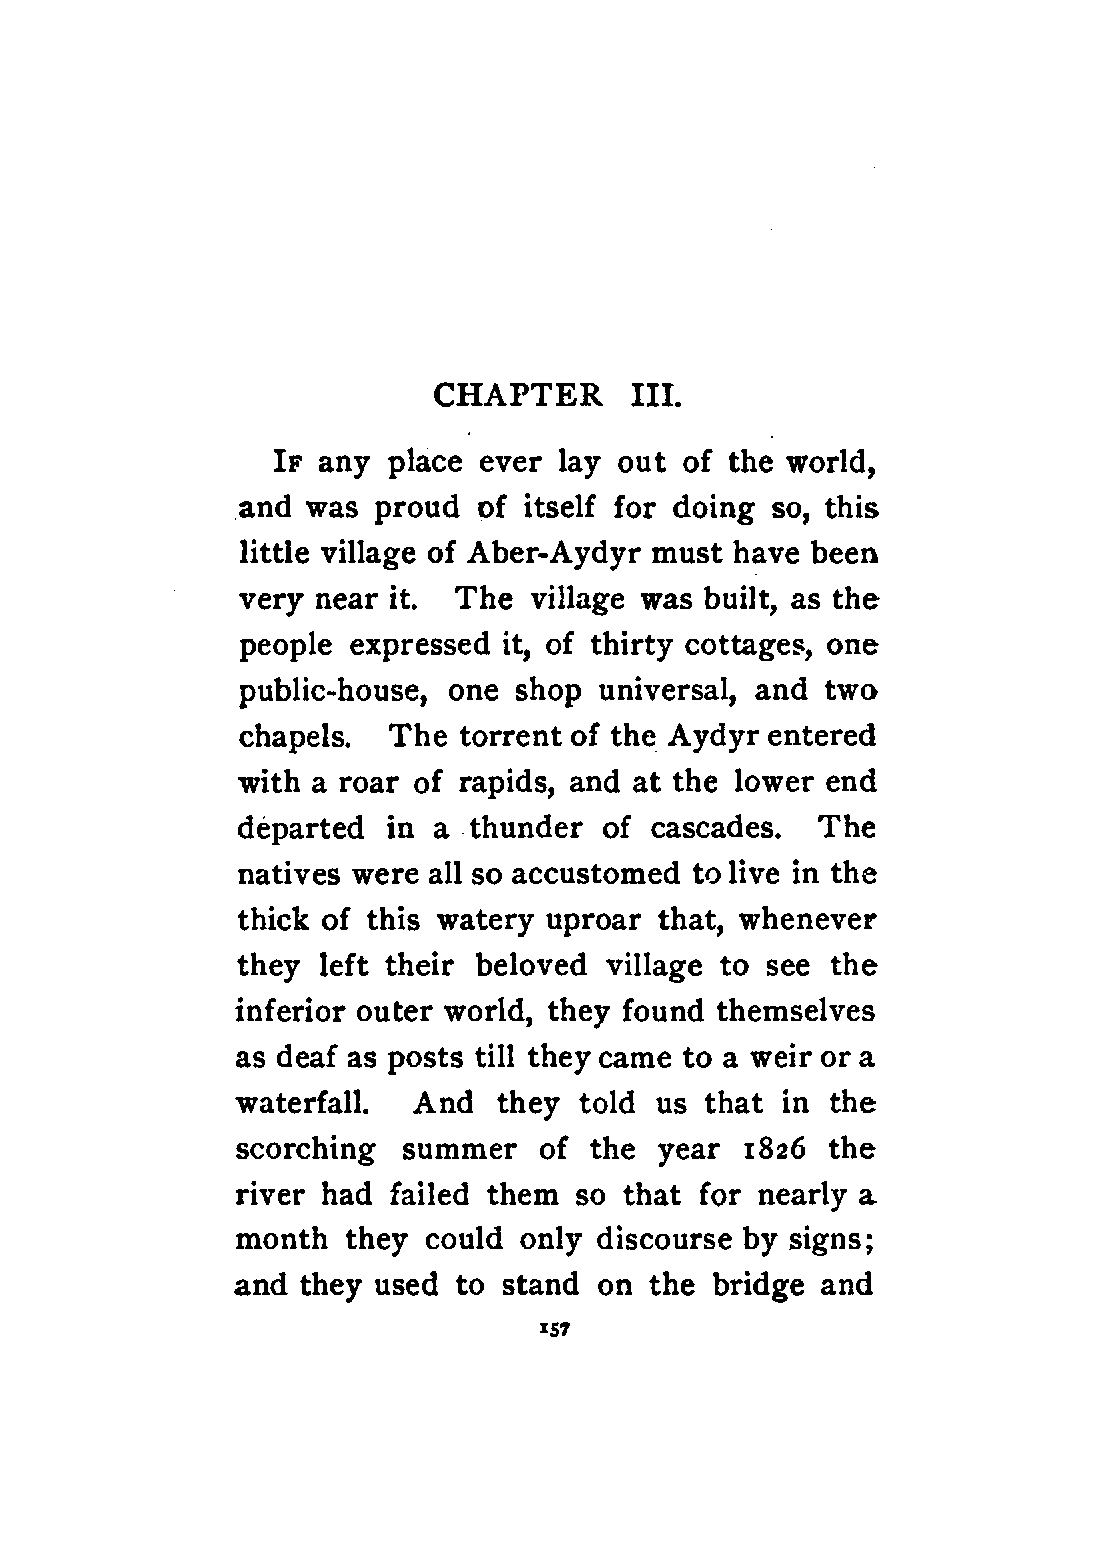 CHAPTER III.
IF any place ever lay out of the world,
and was proud of itself for doing so, this
little village of Aber-Aydyr must have been
very near it. The village was built, as the
people expressed it, of thirty cottages, one
public-house, one shop universal, and two
chapels. The torrent of the Aydyr entered
with a roar of rapids, and at the lower end
departed in a thunder of cascades. The
natives were all so accustomed to live in the
thick of this watery uproar that, whenever
they left their beloved village to see the
inferior outer world, they found themselves
as deaf as posts till they came to a weir or a
waterfall. And they told us that in the
scorching summer of the year 1826 the
river had failed them so that for nearly a
month they could only discourse by signs;
and they used to stand on the bridge and
157